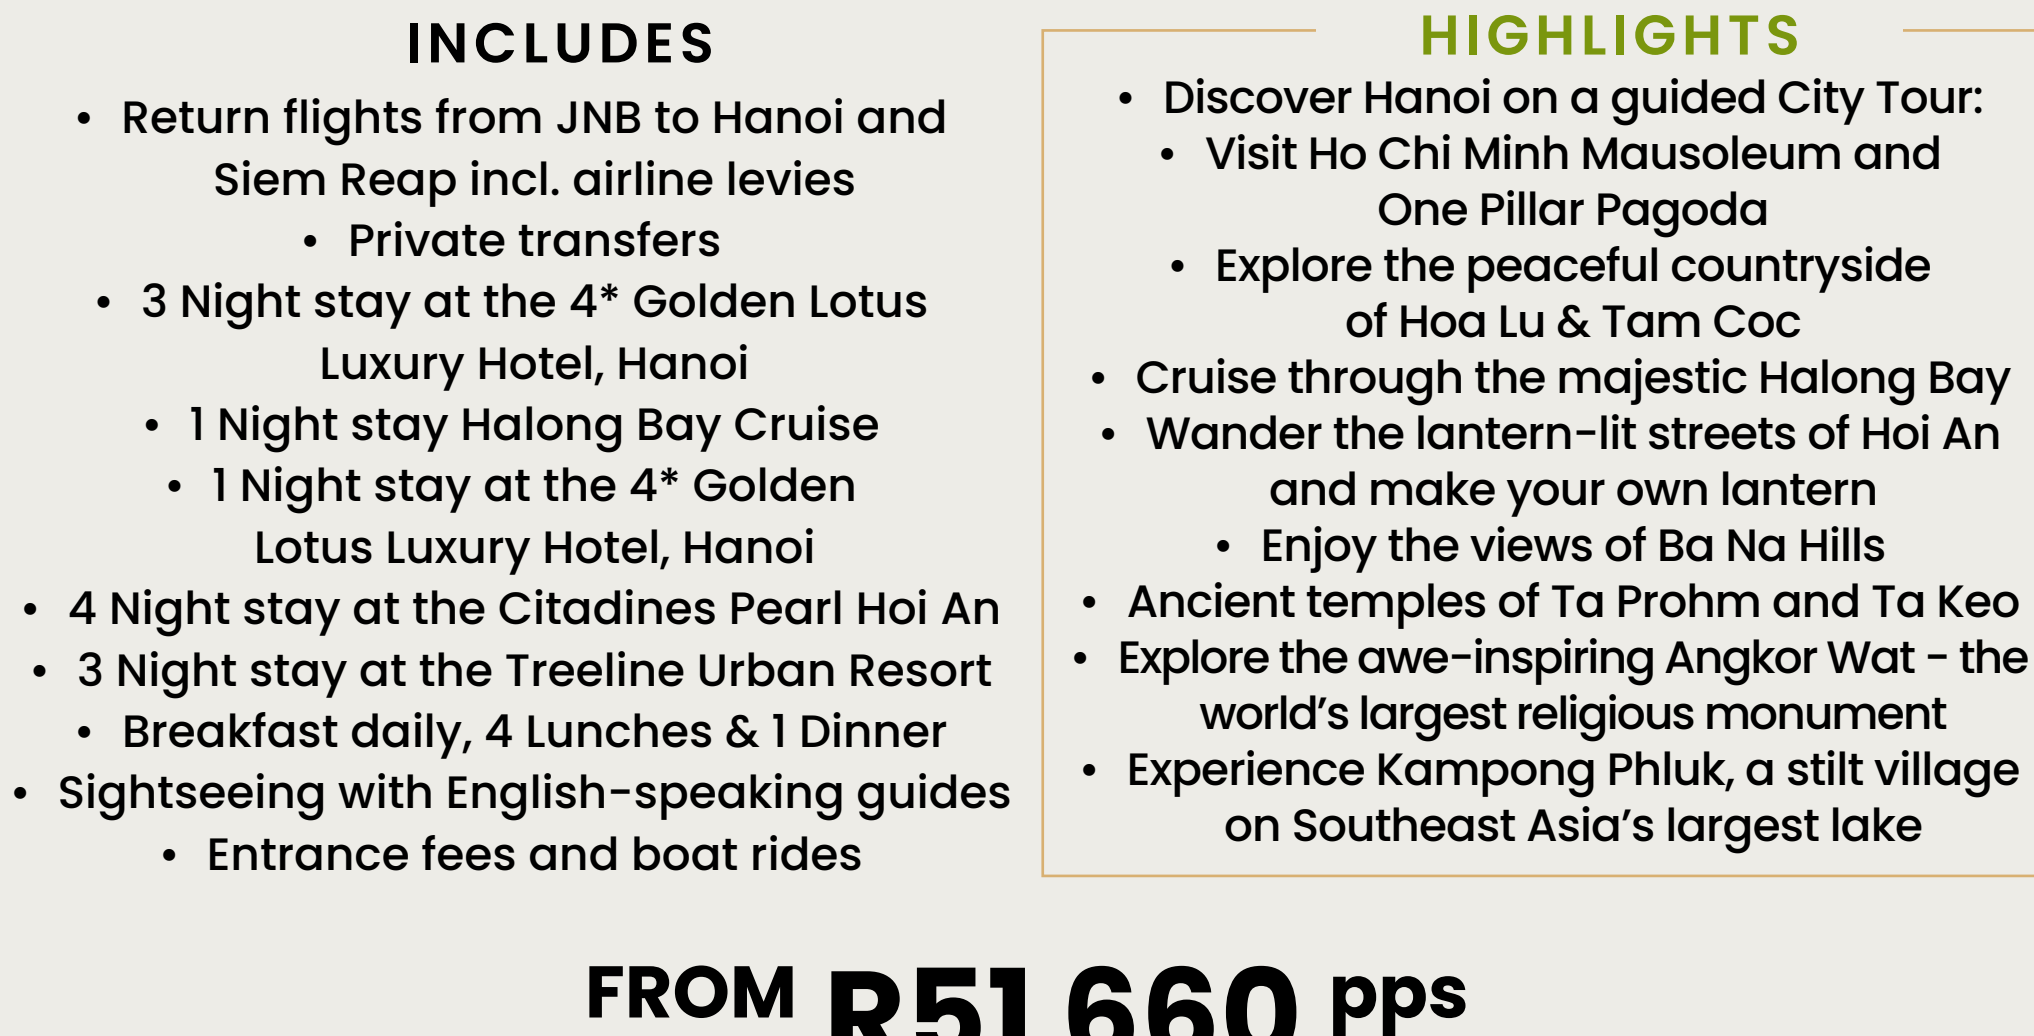 INCLUDES
• Return flights from JNB to Hanoi and
Siem Reap incl. airline levies
• Private transfers
• 3 Night stay at the 4* Golden Lotus
Luxury Hotel, Hanoi
• 1 Night stay Halong Bay Cruise
• 1 Night stay at the 4* Golden
Lotus Luxury Hotel, Hanoi
• 4 Night stay at the Citadines Pearl Hoi An
• 3 Night stay at the Treeline Urban Resort
• Breakfast daily, 4 Lunches & 1 Dinner
• Sightseeing with English-speaking guides
• Entrance fees and boat rides
HIGHLIGHTS
• Discover Hanoi on a guided City Tour:
• Visit Ho Chi Minh Mausoleum and
One Pillar Pagoda
• Explore the peaceful countryside
of Hoa Lu & Tam Coc
• Cruise through the majestic Halong Bay
• Wander the lantern-lit streets of Hoi An
and make your own lantern
• Enjoy the views of Ba Na Hills
• Ancient temples of Ta Prohm and Ta Keo
• Explore the awe-inspiring Angkor Wat - the
world's largest religious monument
• Experience Kampong Phluk, a stilt village
on Southeast Asia's largest lake
FROM R51 660 pps